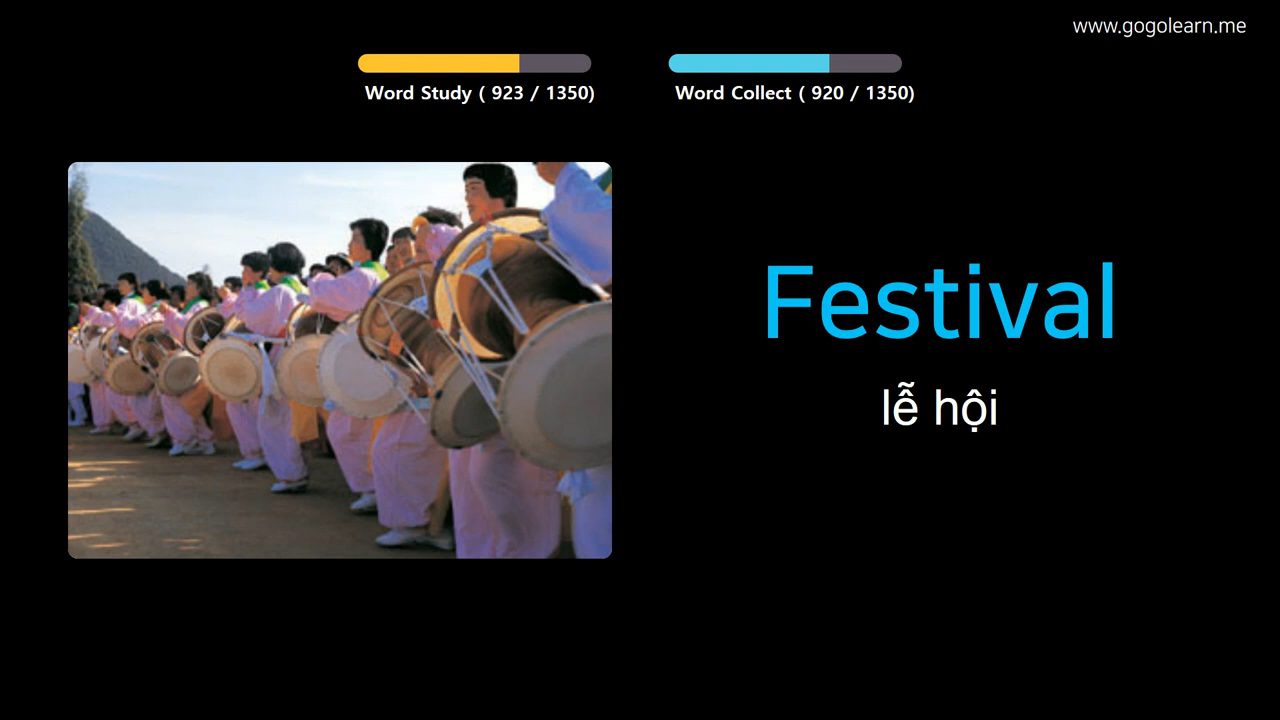 www.gogolearn.me
Word Study ( 923 / 1350)
Word Collect ( 920 / 1350)
Festival
lễ hội